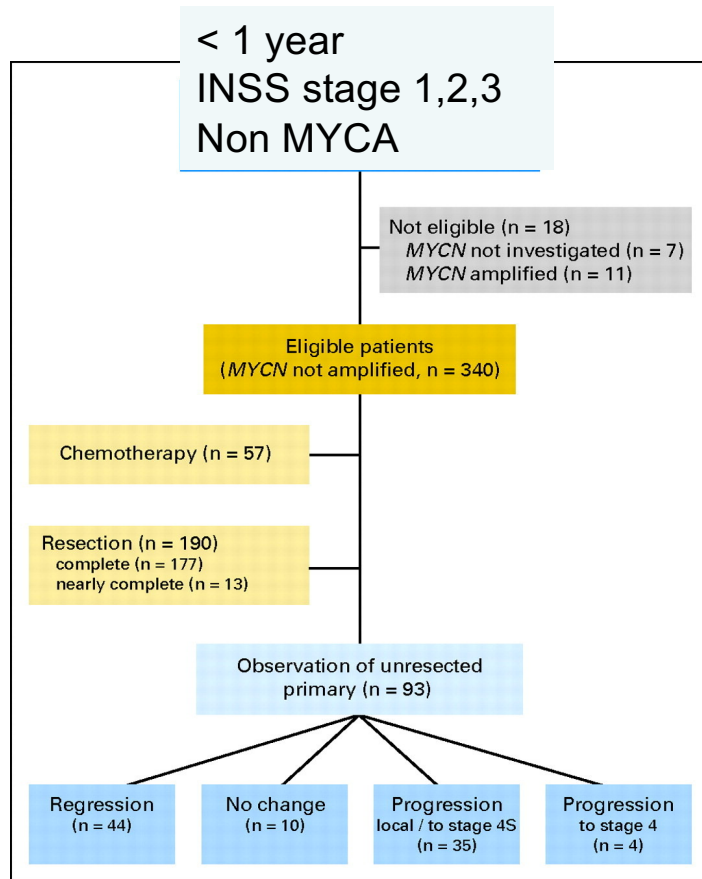 < 1 year
INSS stage 1,2,3
Non MYCA
Not eligible (n = 18)
MYCN not investigated (n = 7)
MYCN amplified (n = 11)
Eligible patients
(MYCN not amplified, n = 340)
Chemotherapy (n = 57)
Resection (n = 190)
complete (n = 177)
nearly complete (n = 13)
Observation of unresected
primary (n = 93)
Regression
(n = 44)
No change
(n = 10)
Progression
local / to stage 4S
(n = 35)
Progression
to stage 4
(n = 4)